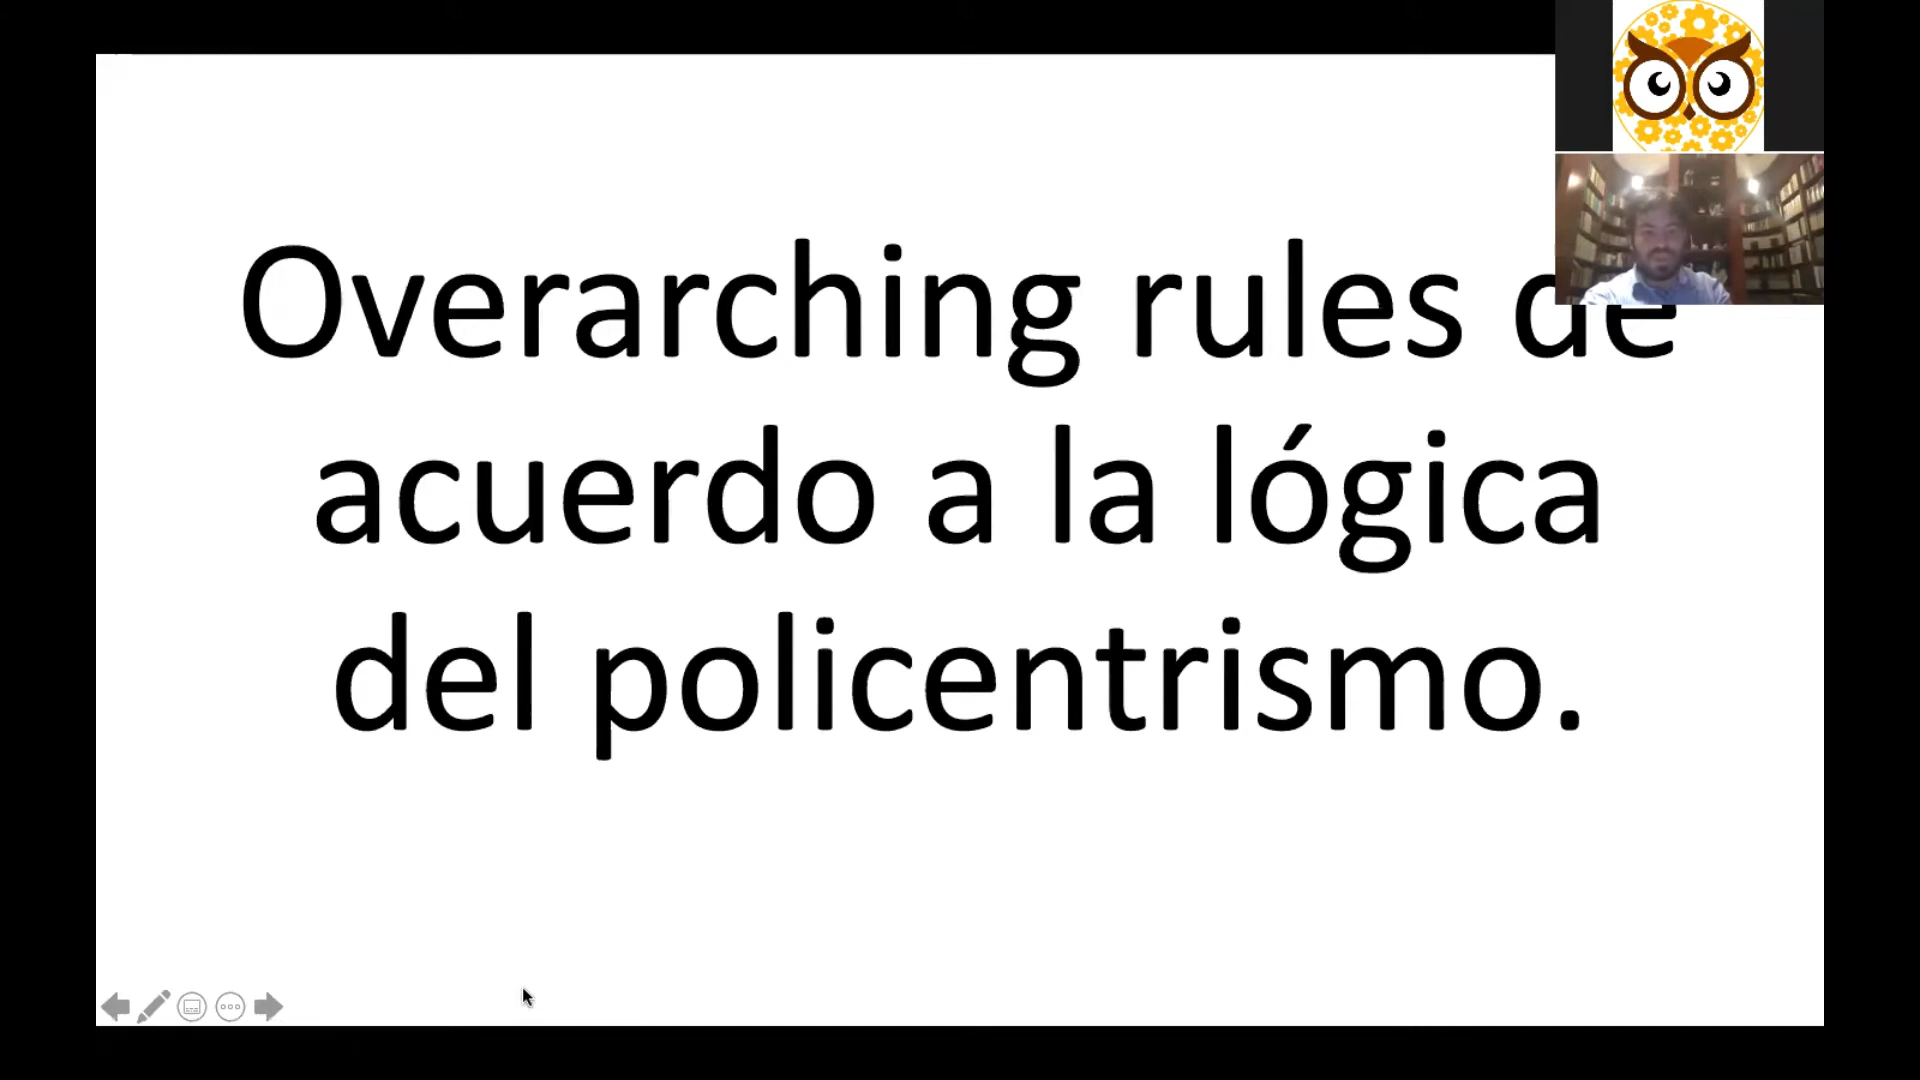 Overarching rules de
acuerdo a la lógica
del policentrismo.